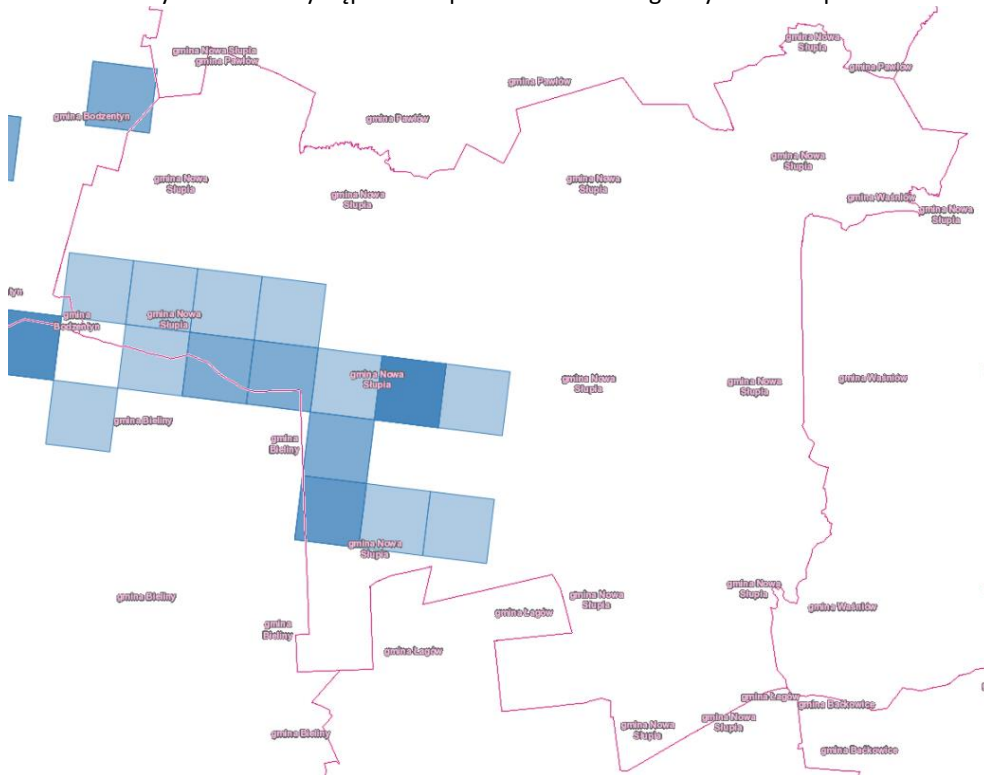 gmina Nowa
Słupia
gmina Nowa Słupia
gmina Pawłów
gmina Pawłów
gmina Pawłów
gmina Bodzentyn
gmina Pawłów
gmina Nowa
Słupia
gmina Nowa
Słupia
gmina Nowa
Słupia
gmina Nowa
Słupia
gmina Waśniów
gmina Nowa
Słupia
gmina
Bodzentyn
gmina Nowa
Słupia
gmina Nowa
Słupia
gmina Nowa
Słupia
gmina Nowa
Słupia
gmina Waśniów
gmina Bieliny
gmina
Bieliny
gmina Nowa
Słupia
gmina Bieliny
gmina Nowa
Słupia
gmina Nowa
Słupia
gmina Waśniów
gmina Łagów
gmina
Bieliny
gmina Łagów
gmina Łagów
gmina Baćkowice
gmina Bieliny
gmina Nowa
Słupia
gmina Nowa
Słupia
gmina Baćkowice